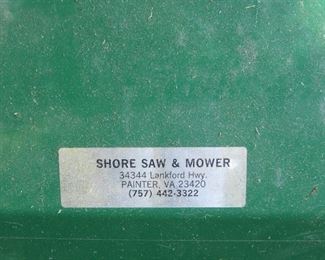 SHORE SAW & MOWER
34344 Lankford Hwy.
PAINTER, VA 23420
(757) 442-3322